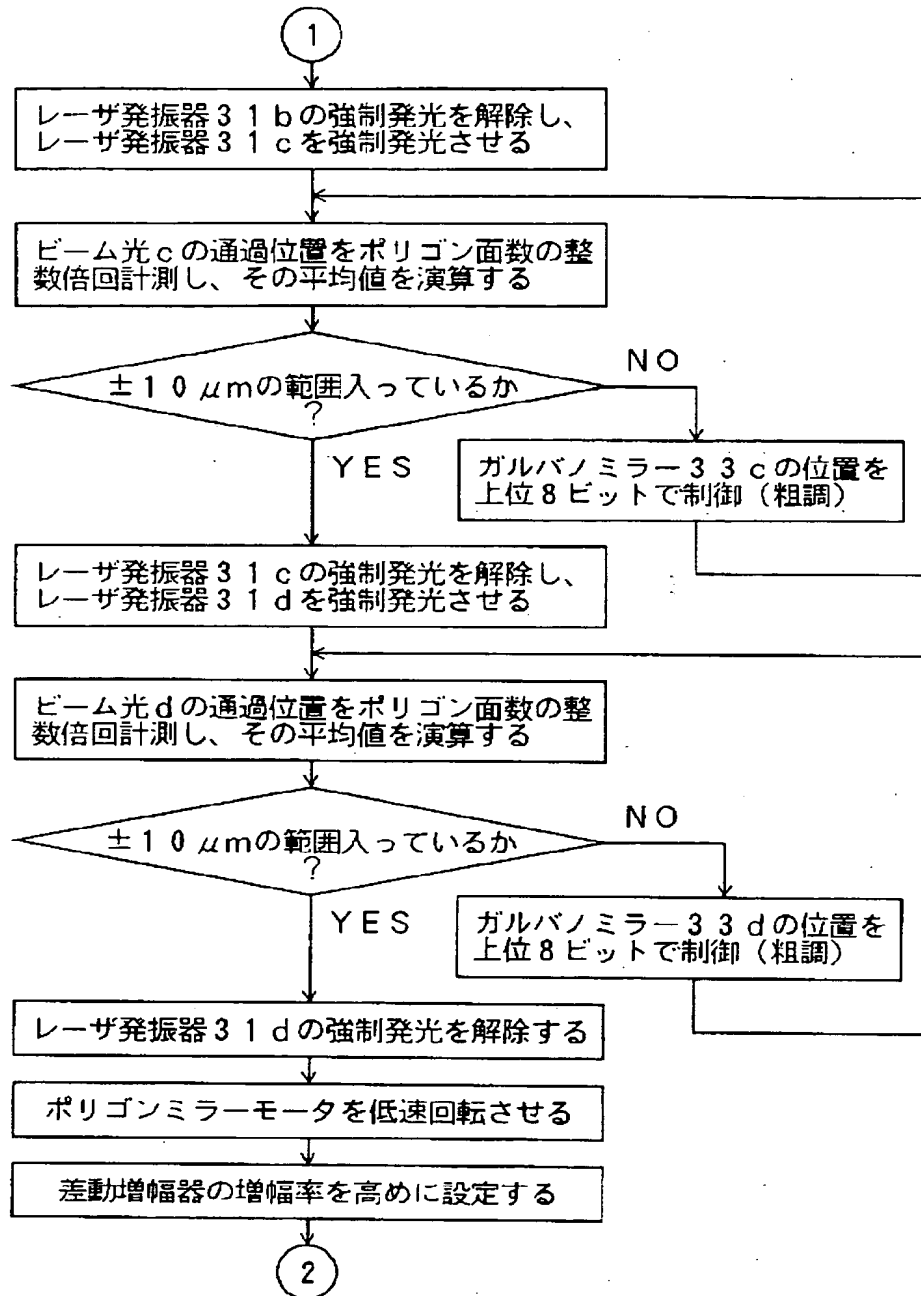 1
レーザ発振器31bの強制発光を解除し、
レーザ発振器31cを強制発光させる
ビーム光cの通過位置をポリゴン面数の整
数倍回計測し、その平均値を演算する
±10μmの範囲入っているか
?
NO
YES
ガルバノミラー33cの位置を
上位8ビットで制御(粗調)
レーザ発振器31cの強制発光を解除し、
レーザ発振器31dを強制発光させる
ビーム光dの通過位置をポリゴン面数の整
数倍回計測し、その平均値を演算する
±10μmの範囲入っているか
?
NO
YES
ガルバノミラー33dの位置を
上位8ビットで制御(粗調)
レーザ発振器31dの強制発光を解除する
ポリゴンミラーモータを低速回転させる
差動増幅器の増幅率を高めに設定する
2